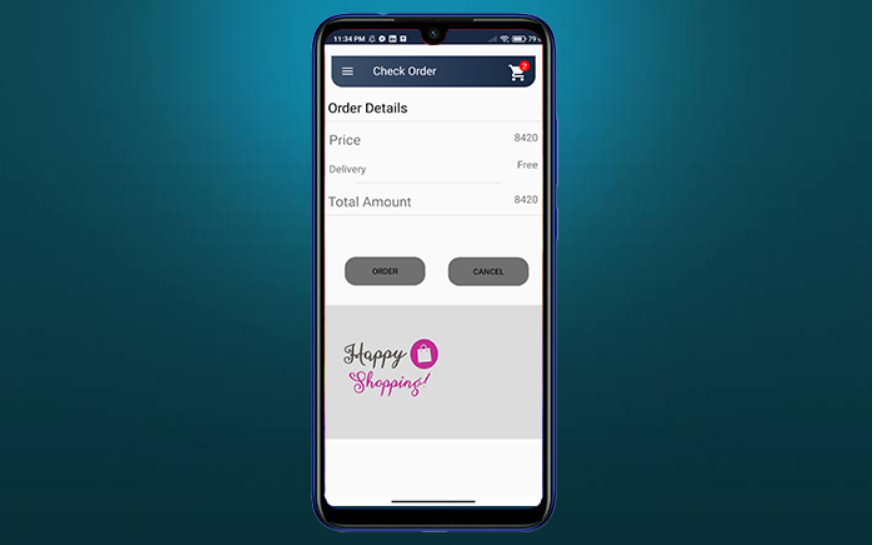 11:34 PM 79
Check Order 2
Order Details
Price 8420
Delivery Free
Total Amount 8420
ORDER CANCEL
Happy
Shopping!